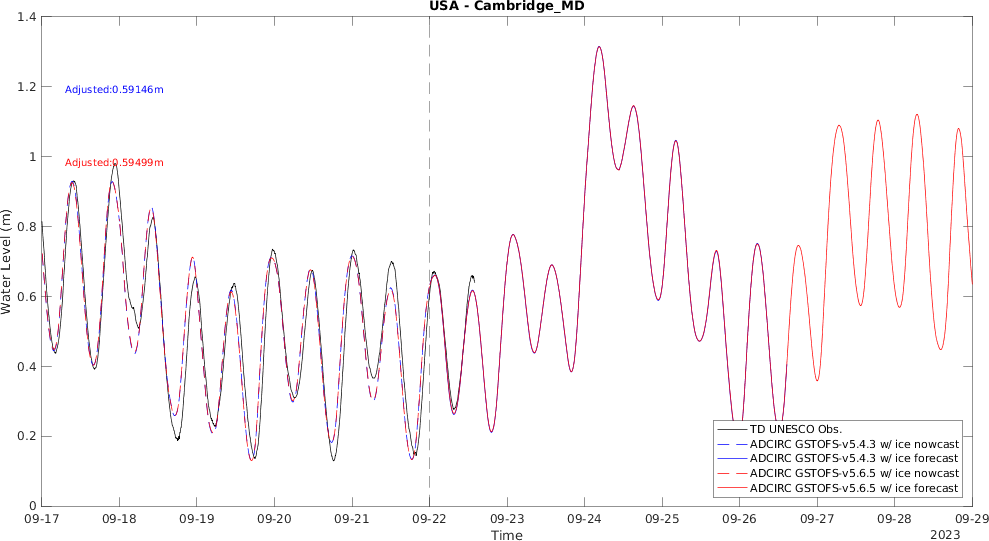 USA - Cambridge_MD
1.4
1.2
1
0.8
0.6
0.4
0.2
0
Water Level (m)
Adjusted:0.59146m
Adjusted:0.59499m
TD UNESCO Obs.
ADCIRC GSTOFS-v5.4.3 w/ ice nowcast
ADCIRC GSTOFS-v5.4.3 w/ ice forecast
ADCIRC GSTOFS-v5.6.5 w/ ice nowcast
ADCIRC GSTOFS-v5.6.5 w/ ice forecast
09-17 09-18 09-19 09-20 09-21 09-22 09-23 09-24 09-25 09-26 09-27 09-28 09-29
Time
2023